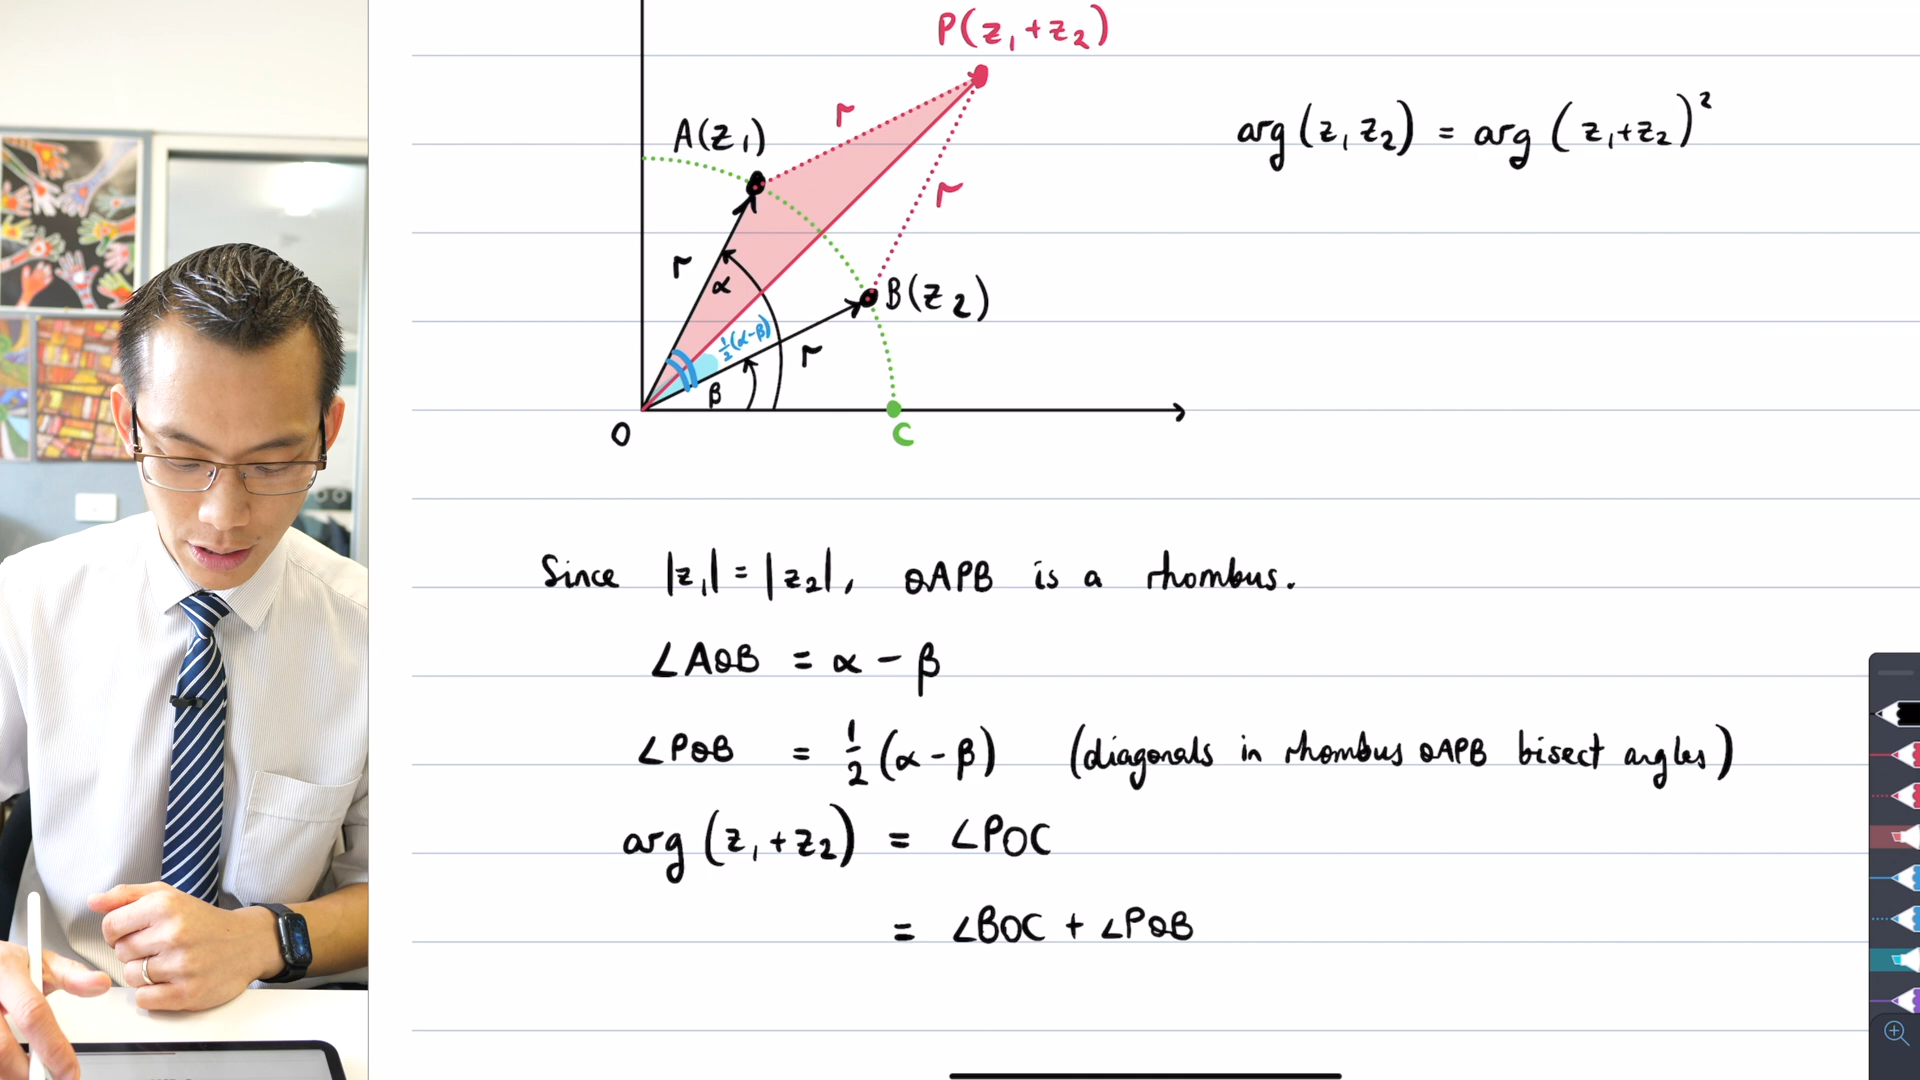 P(z₁+z₂)
r
A(z₁)
arg(z₁z₂) = arg(z₁+z₂)²
r
r
α
B(z₂)
½(α-β)
r
β
O
C
Since |z₁| = |z₂|, OAPB is a rhombus.
∠AOB = α - β
∠POB = ½(α-β) (diagonals in rhombus OAPB bisect angles)
arg(z₁+z₂) = ∠POC
= ∠BOC + ∠POB